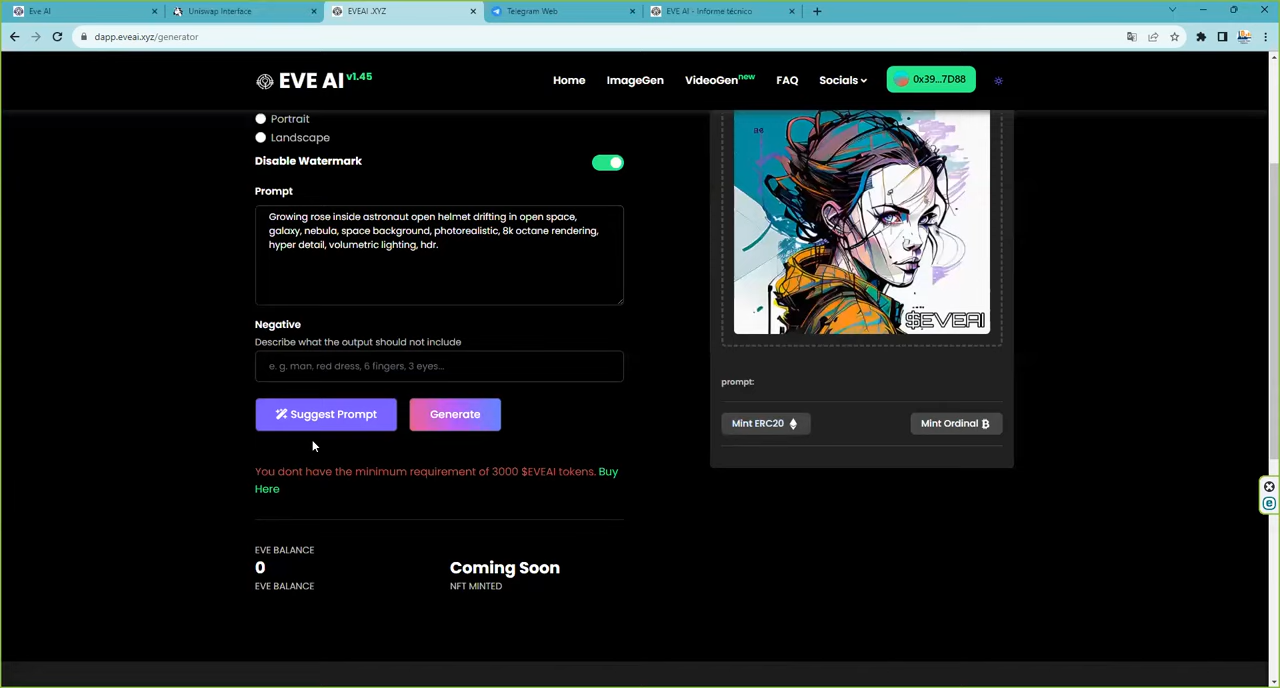 Eve AI
Uniswap Interface
EVEAI .XYZ
Telegram Web
EVE AI - Informe técnico
dapp.eveai.xyz/generator
EVE AI v1.45
Home
ImageGen
VideoGen new
FAQ
Socials
0x39...7D88
Portrait
Landscape
Disable Watermark
Prompt
Growing rose inside astronaut open helmet drifting in open space,
galaxy, nebula, space background, photorealistic, 8k octane rendering,
hyper detail, volumetric lighting, hdr.
Negative
Describe what the output should not include
e. g. man, red dress, 6 fingers, 3 eyes...
Suggest Prompt
Generate
You dont have the minimum requirement of 3000 $EVEAI tokens. Buy
Here
EVE BALANCE
0
EVE BALANCE
Coming Soon
NFT MINTED
$EVEAI
prompt:
Mint ERC20
Mint Ordinal